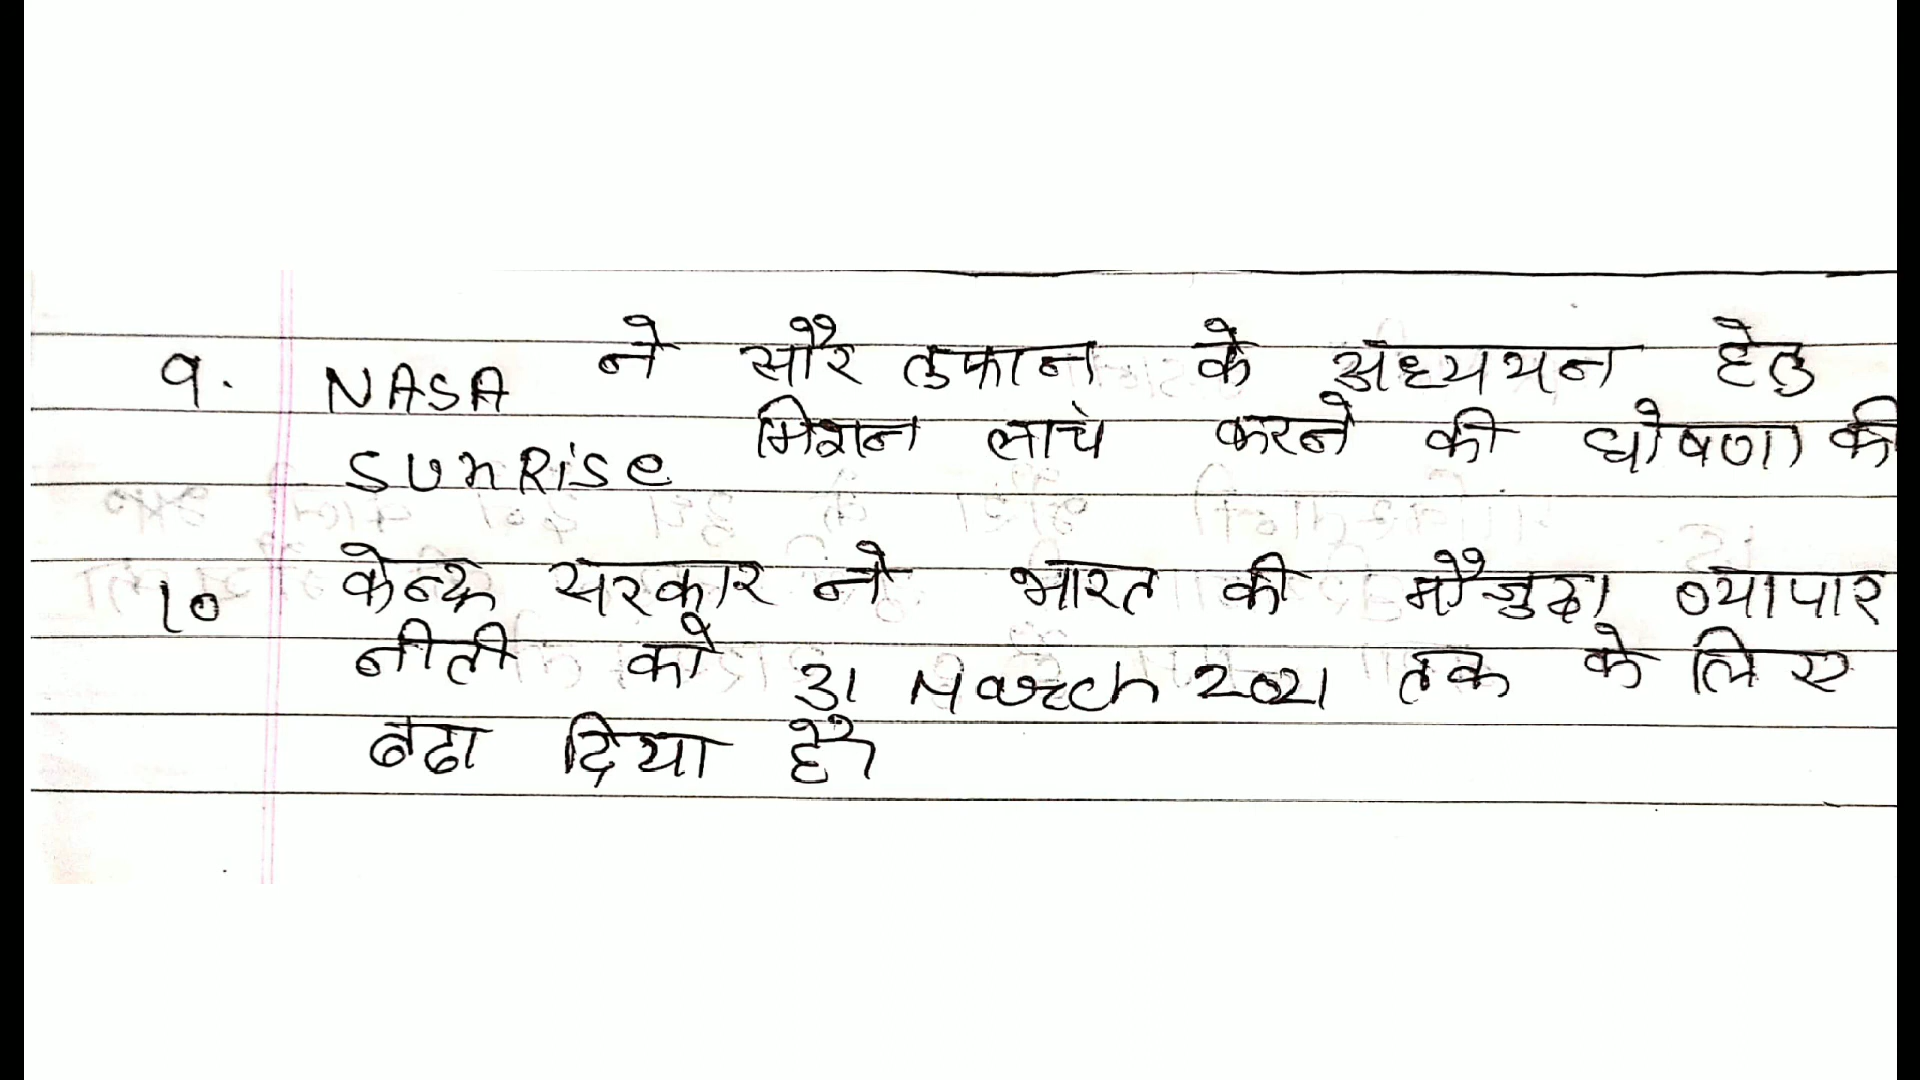 9. NASA ने सौर तुफान के अध्ययन हेतु
SUNRise मिशन लाचं करने की घोषणा की
10 केन्द्र सरकार ने भारत की मौजुदा व्यापार
नीती को 31 March 2021 तक के लिए
बढा दिया है